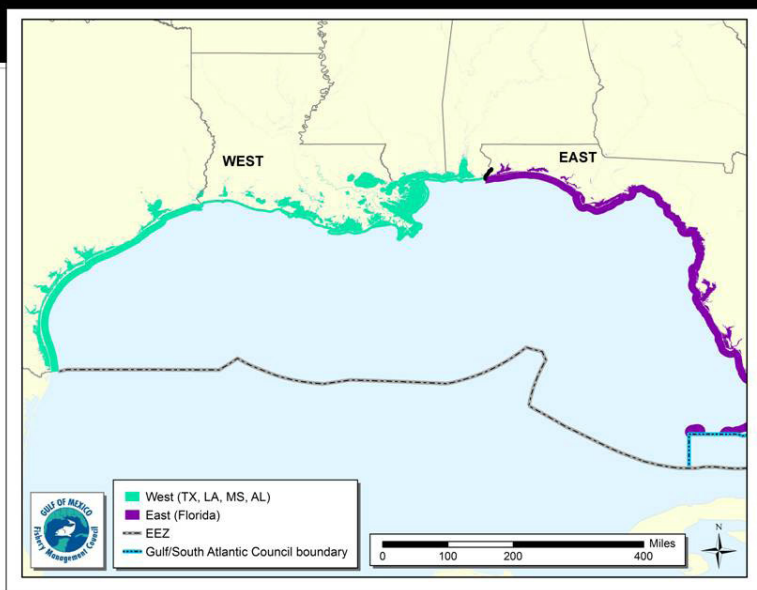 WEST
EAST
GULF OF MEXICO
Fishery Management Council
West (TX, LA, MS, AL)
East (Florida)
EEZ
Gulf/South Atlantic Council boundary
Miles
0 100 200 400
N